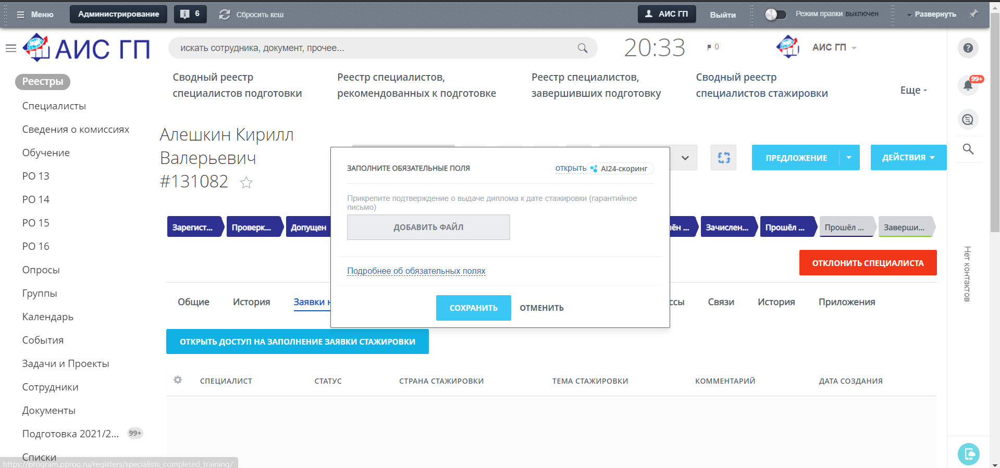 Меню
Администрирование
6
Сбросить кеш
АИС ГП
Выйти
Режим правки выключен
Развернуть
АИС ГП
искать сотрудника, документ, прочее...
20:33
0
АИС ГП
99+
Реестры
Специалисты
Сведения о комиссиях
Обучение
РО 13
РО 14
РО 15
РО 16
Опросы
Группы
Календарь
События
Задачи и Проекты
Сотрудники
Документы
Подготовка 2021/2... 99+
Списки
Сводный реестр
специалистов подготовки
Реестр специалистов,
рекомендованных к подготовке
Реестр специалистов,
завершивших подготовку
Сводный реестр
специалистов стажировки
Еще
Алешкин Кирилл
Валерьевич
#131082
ПРЕДЛОЖЕНИЕ
ДЕЙСТВИЯ
ЗАПОЛНИТЕ ОБЯЗАТЕЛЬНЫЕ ПОЛЯ
открыть
AI24-скоринг
Прикрепите подтверждение о выдаче диплома к дате стажировки (гарантийное
письмо)
ДОБАВИТЬ ФАЙЛ
Подробнее об обязательных полях
СОХРАНИТЬ
ОТМЕНИТЬ
Зарегист...
Проверк...
Допущен
ён ...
Зачислен...
Прошёл ...
Прошёл ...
Заверши...
ОТКЛОНИТЬ СПЕЦИАЛИСТА
Общие
История
Заявки н
ссы
Связи
История
Приложения
ОТКРЫТЬ ДОСТУП НА ЗАПОЛНЕНИЕ ЗАЯВКИ СТАЖИРОВКИ
СПЕЦИАЛИСТ
СТАТУС
СТРАНА СТАЖИРОВКИ
ТЕМА СТАЖИРОВКИ
КОММЕНТАРИЙ
ДАТА СОЗДАНИЯ
Нет контактов
https://program.pprog.ru/registers/specialists_completed_training/